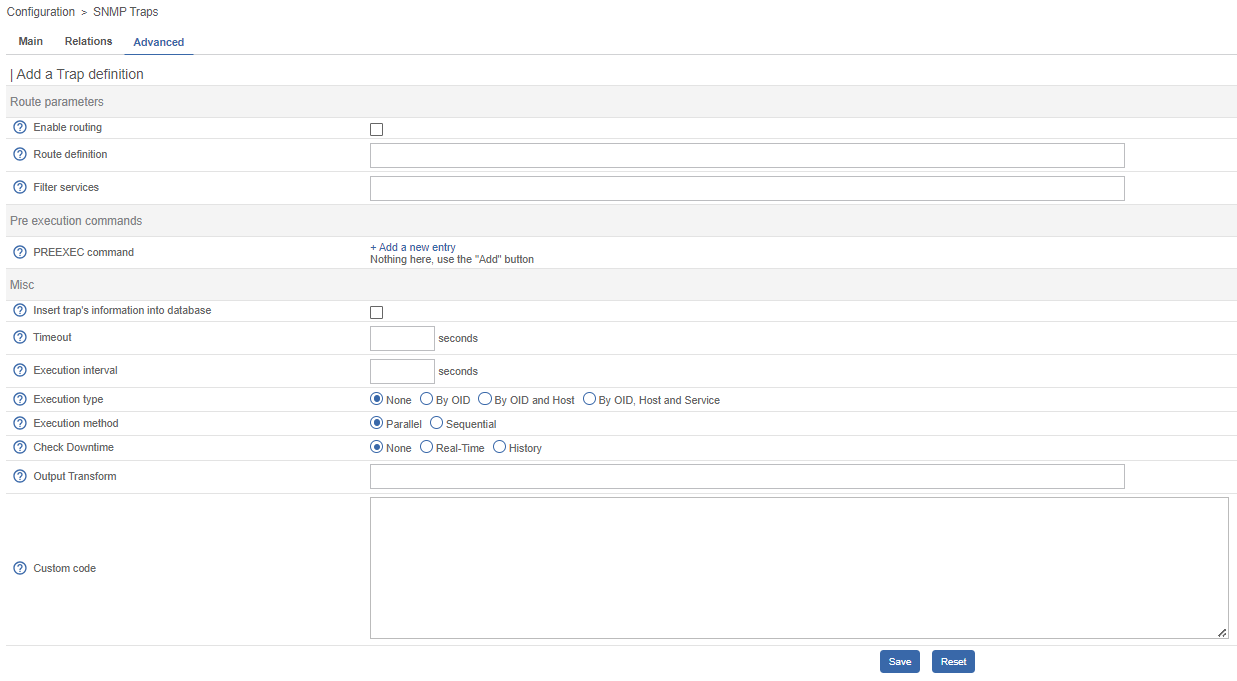 Configuration > SNMP Traps
Main Relations Advanced
| Add a Trap definition
Route parameters
Enable routing
Route definition
Filter services
Pre execution commands
PREEXEC command
+ Add a new entry
Nothing here, use the "Add" button
Misc
Insert trap's information into database
Timeout seconds
Execution interval seconds
Execution type None By OID By OID and Host By OID, Host and Service
Execution method Parallel Sequential
Check Downtime None Real-Time History
Output Transform
Custom code
Save Reset